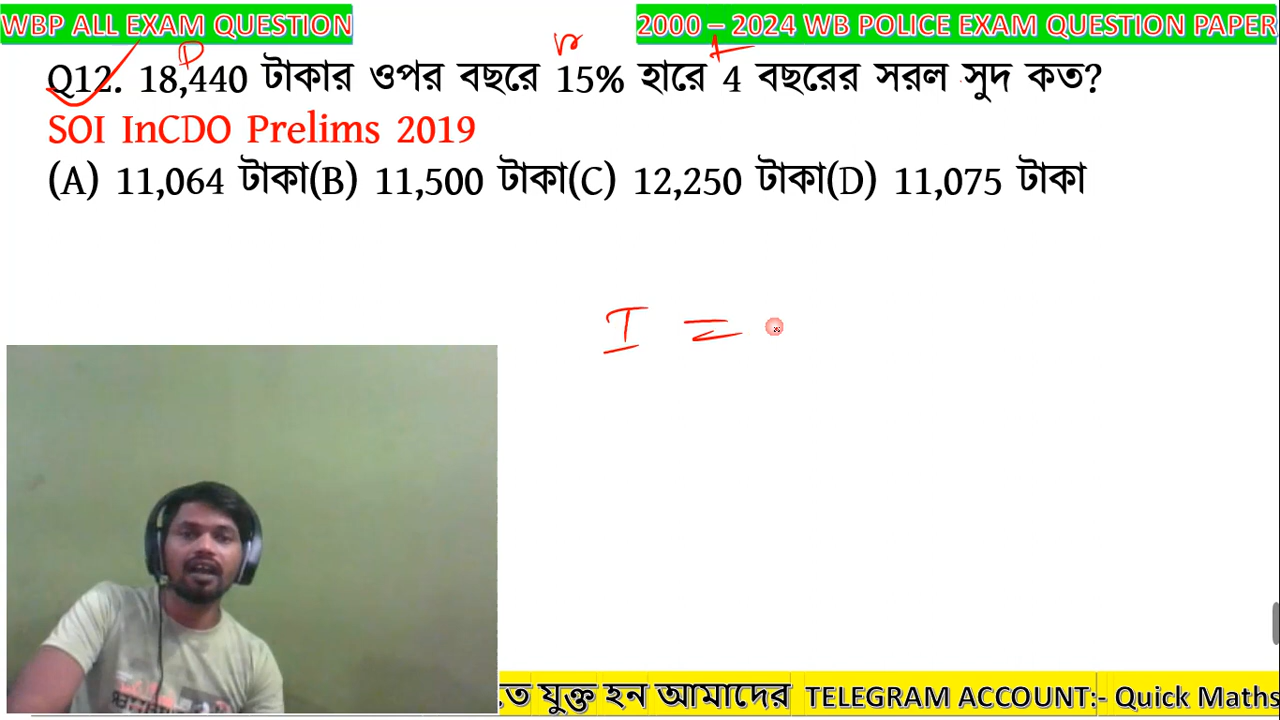 WBP ALL EXAM QUESTION
2000 – 2024 WB POLICE EXAM QUESTION PAPER
P r t
Q12. 18,440 টাকার ওপর বছরে 15% হারে 4 বছরের সরল সুদ কত?
SOI InCDO Prelims 2019
(A) 11,064 টাকা(B) 11,500 টাকা(C) 12,250 টাকা(D) 11,075 টাকা
I =
যুক্ত হন আমাদের TELEGRAM ACCOUNT:- Quick Maths